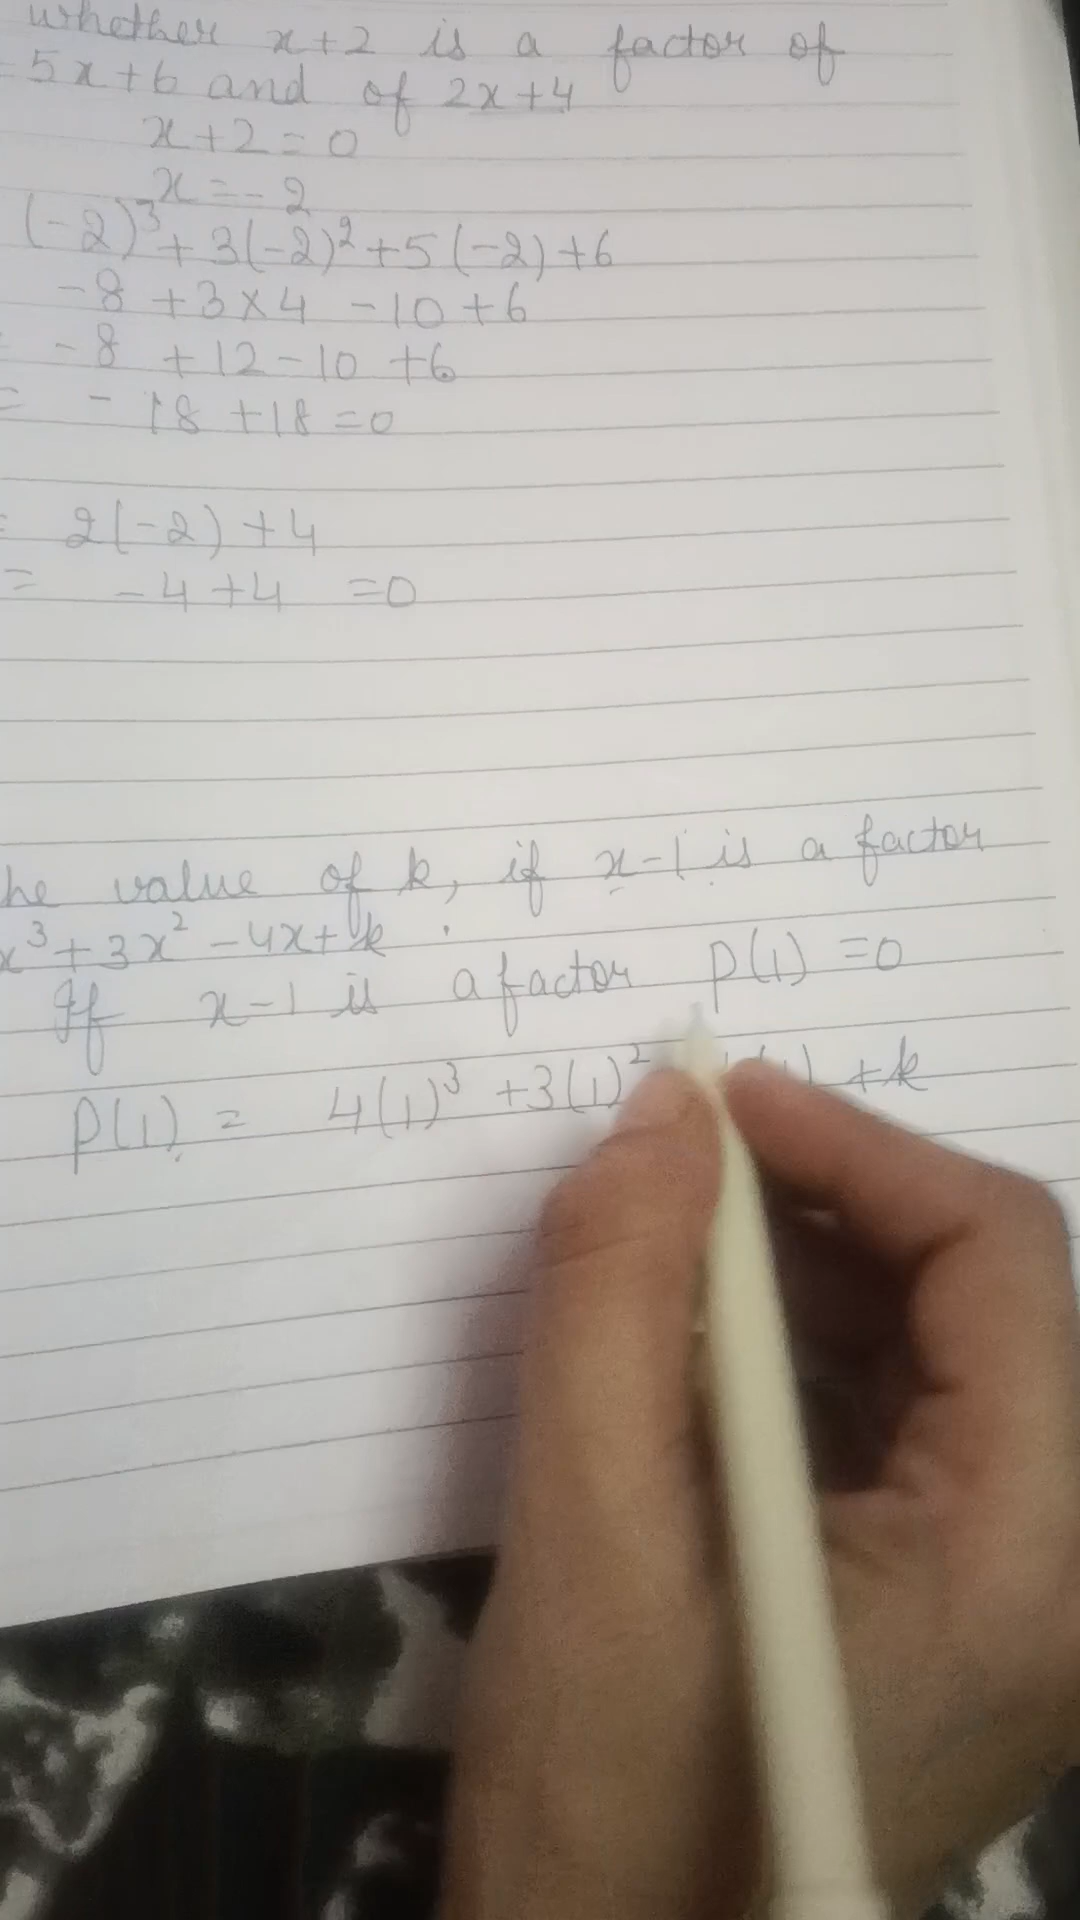 whether x+2 is a factor of
5x+6 and of 2x+4
x+2=0
x=-2
(-2)³+3(-2)²+5(-2)+6
-8+3×4-10+6
= -8+12-10+6
= -18+18=0
= 2(-2)+4
= -4+4 =0
he value of k, if x-1 is a factor
x³+3x²-4x+k.
If x-1 is a factor p(1)=0
p(1) = 4(1)³+3(1)² (1)+k